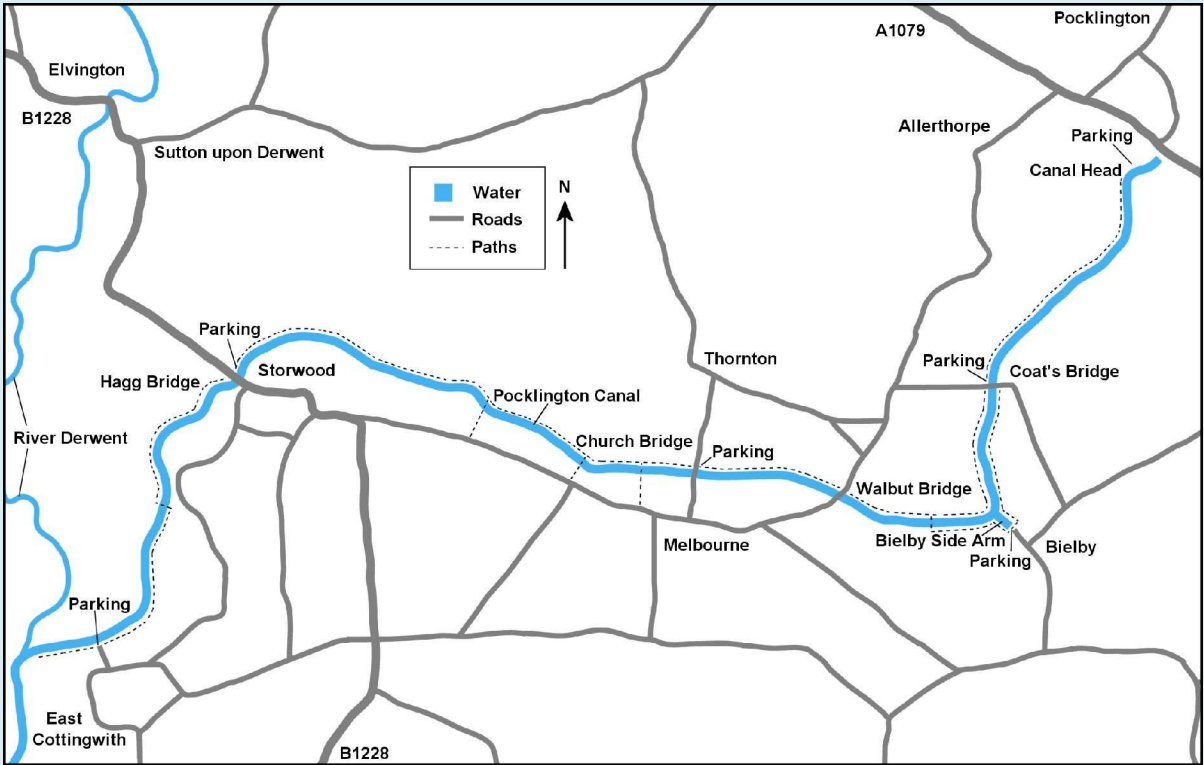 Pocklington
A1079
Elvington
B1228
Allerthorpe
Parking
Sutton upon Derwent
Canal Head
N
Water
Roads
Paths
Parking
Thornton
Parking
Storwood
Hagg Bridge
Coat's Bridge
Pocklington Canal
River Derwent
Church Bridge
Parking
Walbut Bridge
Bielby Side Arm
Melbourne
Bielby
Parking
Parking
East
Cottingwith
B1228